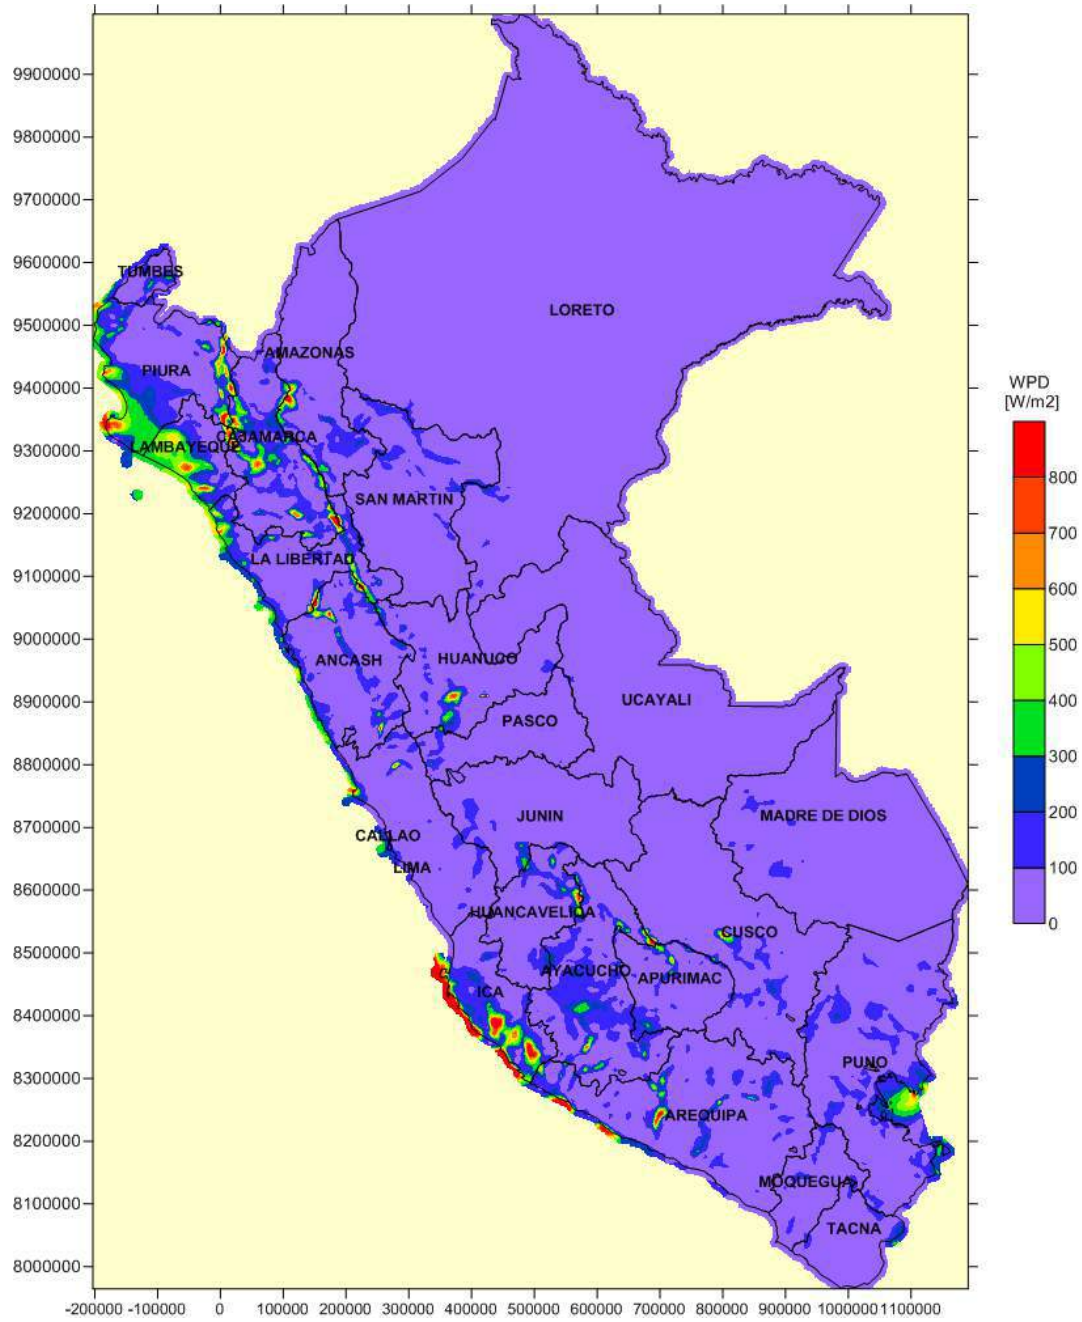 9900000
9800000
9700000
9600000
TUMBES
9500000
LORETO
AMAZONAS
PIURA
9400000
WPD
[W/m2]
CAJAMARCA
LAMBAYEQUE
9300000
800
SAN MARTIN
9200000
700
LA LIBERTAD
9100000
600
9000000
500
ANCASH
HUANUCO
UCAYALI
8900000
PASCO
400
8800000
300
JUNIN
MADRE DE DIOS
CALLAO
8700000
200
LIMA
100
8600000
HUANCAVELICA
0
CUSCO
8500000
AYACUCHO
APURIMAC
ICA
8400000
PUNO
8300000
AREQUIPA
8200000
MOQUEGUA
8100000
TACNA
8000000
-200000 -100000 0 100000 200000 300000 400000 500000 600000 700000 800000 900000 1000000 1100000